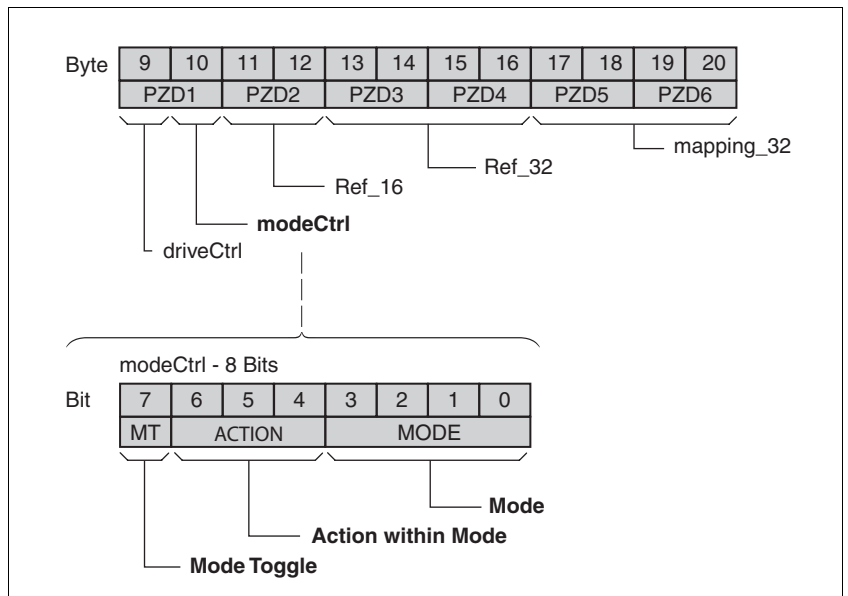 Byte 9 10 11 12 13 14 15 16 17 18 19 20
PZD1 PZD2 PZD3 PZD4 PZD5 PZD6
mapping_32
Ref_32
Ref_16
modeCtrl
driveCtrl
modeCtrl - 8 Bits
Bit 7 6 5 4 3 2 1 0
MT ACTION MODE
Mode
Action within Mode
Mode Toggle